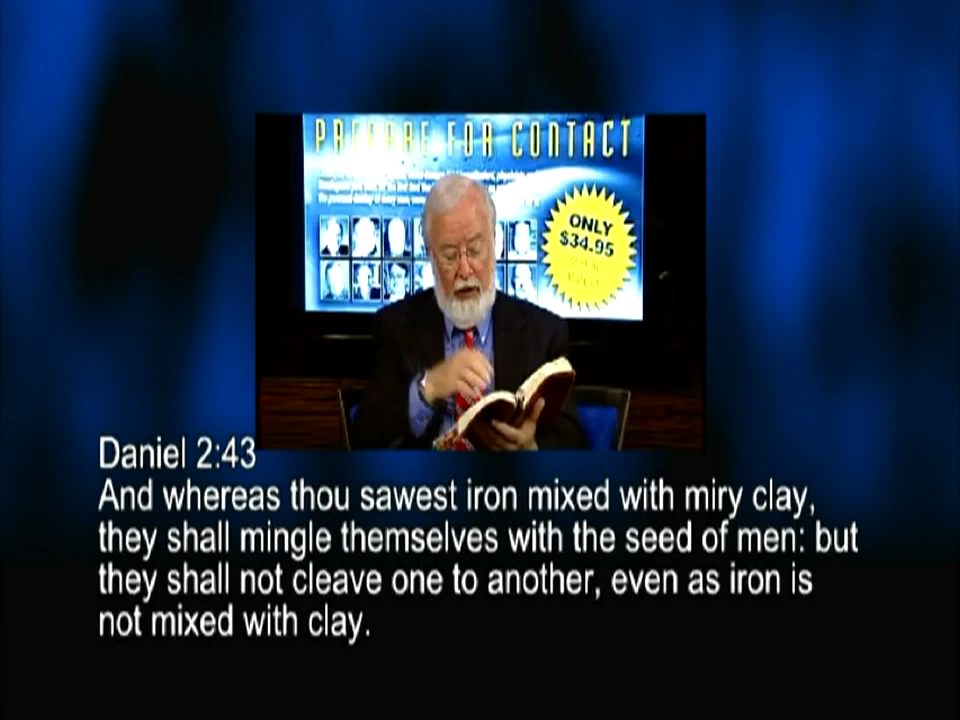 PREPARE FOR CONTACT
ONLY
$34.95
Daniel 2:43
And whereas thou sawest iron mixed with miry clay,
they shall mingle themselves with the seed of men: but
they shall not cleave one to another, even as iron is
not mixed with clay.